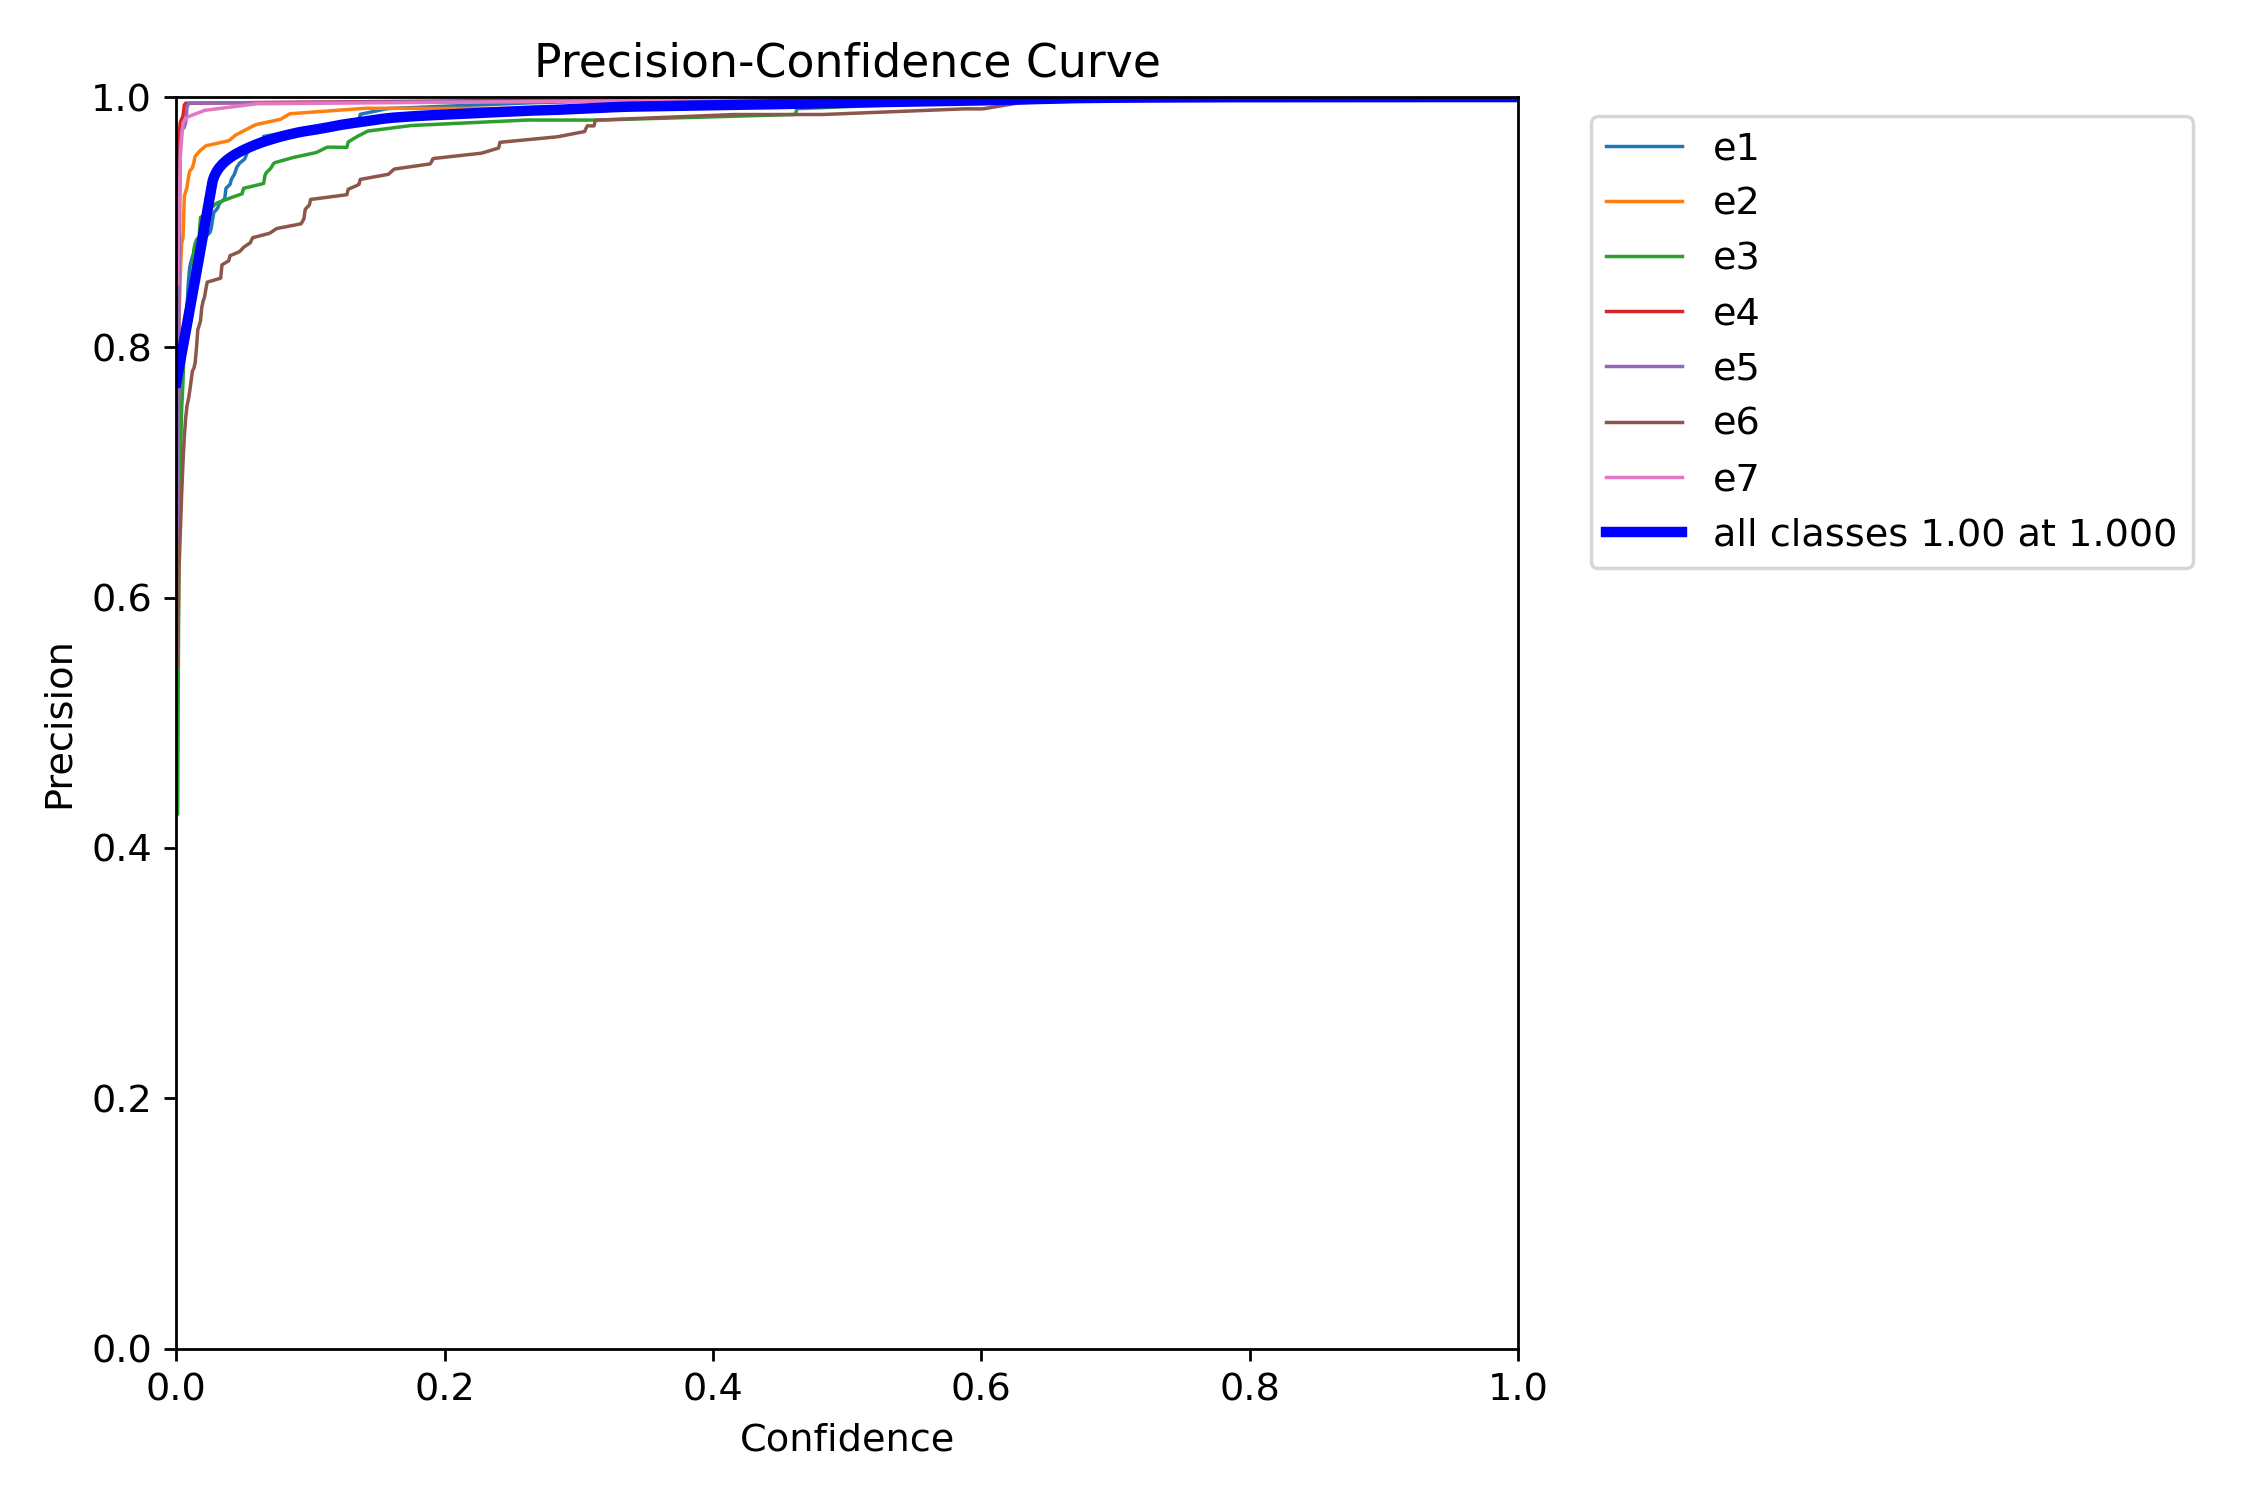 Precision-Confidence Curve
1.0
0.8
0.6
0.4
0.2
0.0
Precision
0.0 0.2 0.4 0.6 0.8 1.0
Confidence
e1
e2
e3
e4
e5
e6
e7
all classes 1.00 at 1.000